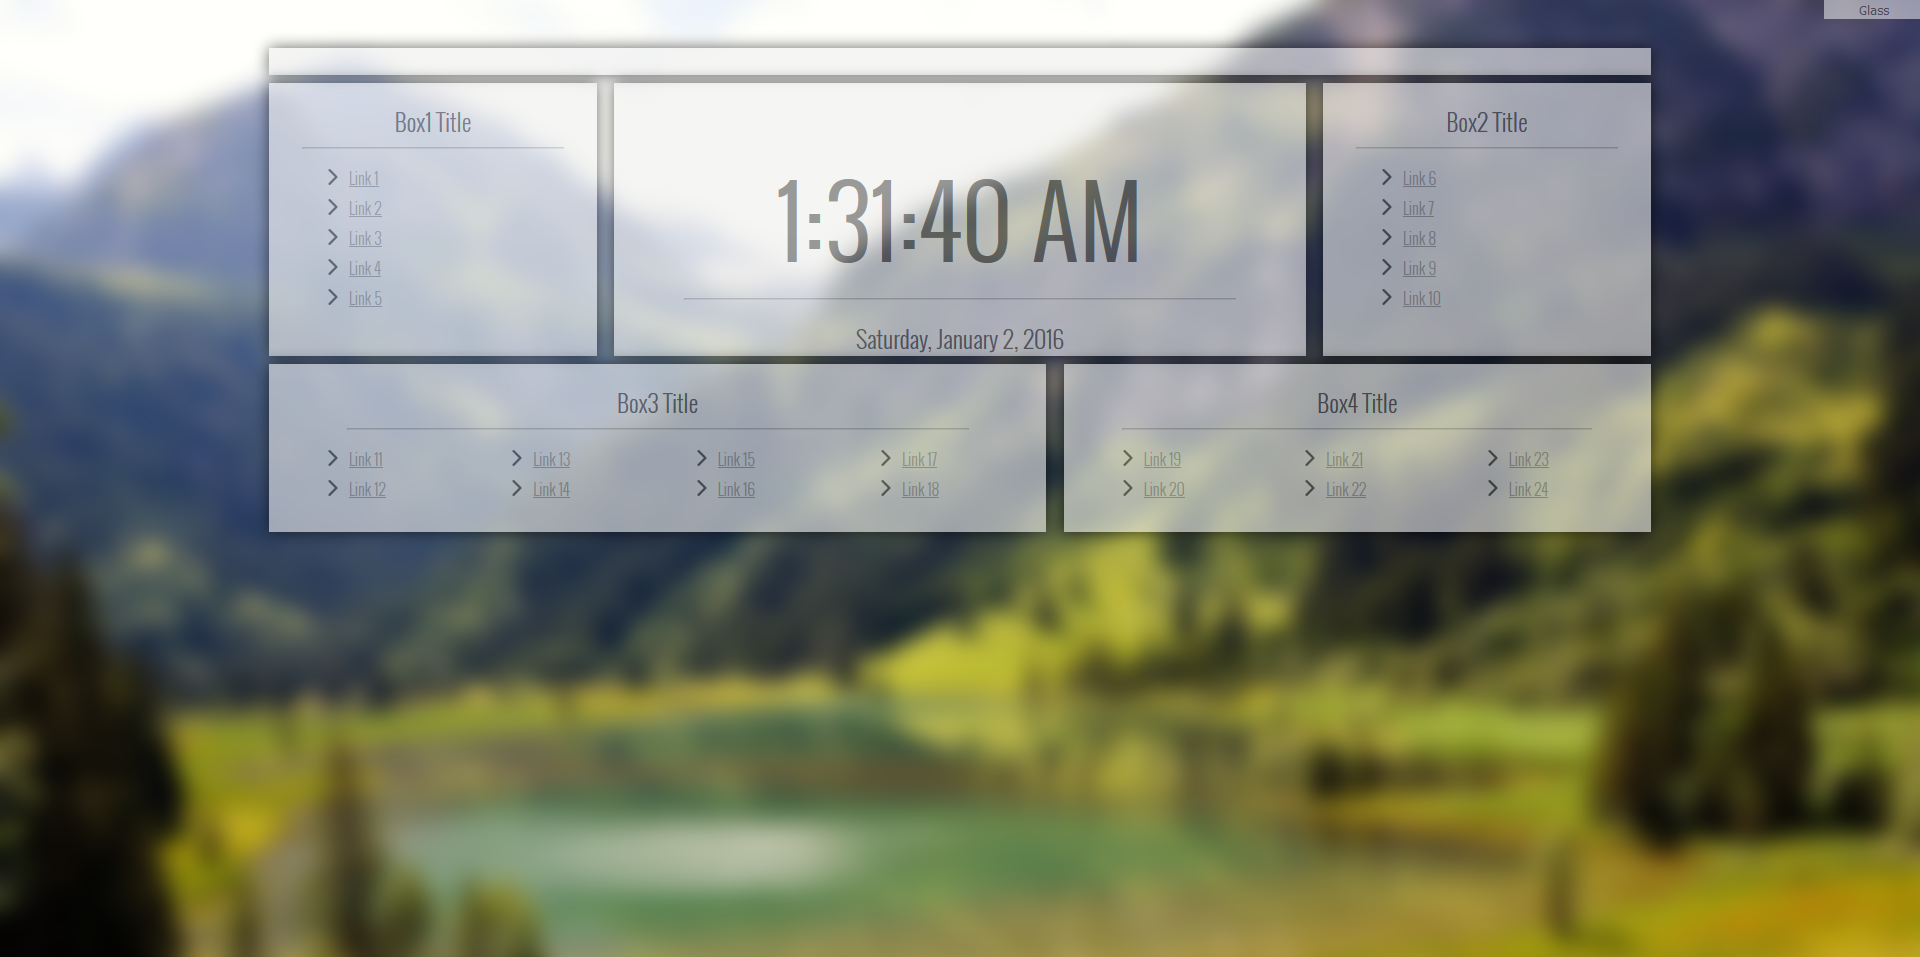 Glass
Box1 Title
Link 1
Link 2
Link 3
Link 4
Link 5
1:31:40 AM
Saturday, January 2, 2016
Box2 Title
Link 6
Link 7
Link 8
Link 9
Link 10
Box3 Title
Link 11 Link 13 Link 15 Link 17
Link 12 Link 14 Link 16 Link 18
Box4 Title
Link 19 Link 21 Link 23
Link 20 Link 22 Link 24